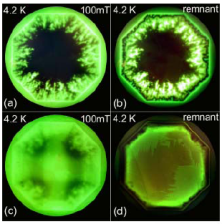 4.2 K 100mT 4.2 K remnant
(a) (b)
4.2 K 100mT 4.2 K remnant
(c) (d)